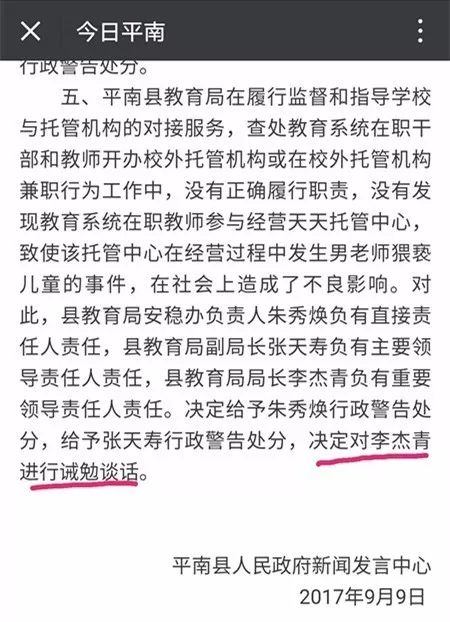 今日平南
行政警告处分。
五、平南县教育局在履行监督和指导学校
与托管机构的对接服务，查处教育系统在职干
部和教师开办校外托管机构或在校外托管机构
兼职行为工作中，没有正确履行职责，没有发
现教育系统在职教师参与经营天天托管中心，
致使该托管中心在经营过程中发生男老师猥亵
儿童的事件，在社会上造成了不良影响。对
此，县教育局安稳办负责人朱秀焕负有直接责
任人责任，县教育局副局长张天寿负有主要领
导责任人责任，县教育局局长李杰青负有重要
领导责任人责任。决定给予朱秀焕行政警告处
分，给予张天寿行政警告处分，决定对李杰青
进行诫勉谈话。
平南县人民政府新闻发言中心
2017年9月9日